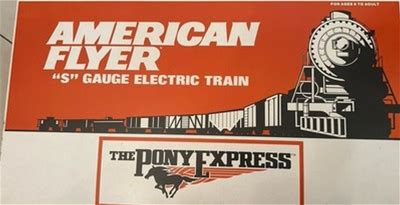 FOR AGES 8 TO ADULT
AMERICAN
FLYER
"S" GAUGE ELECTRIC TRAIN
THE PONY EXPRESS